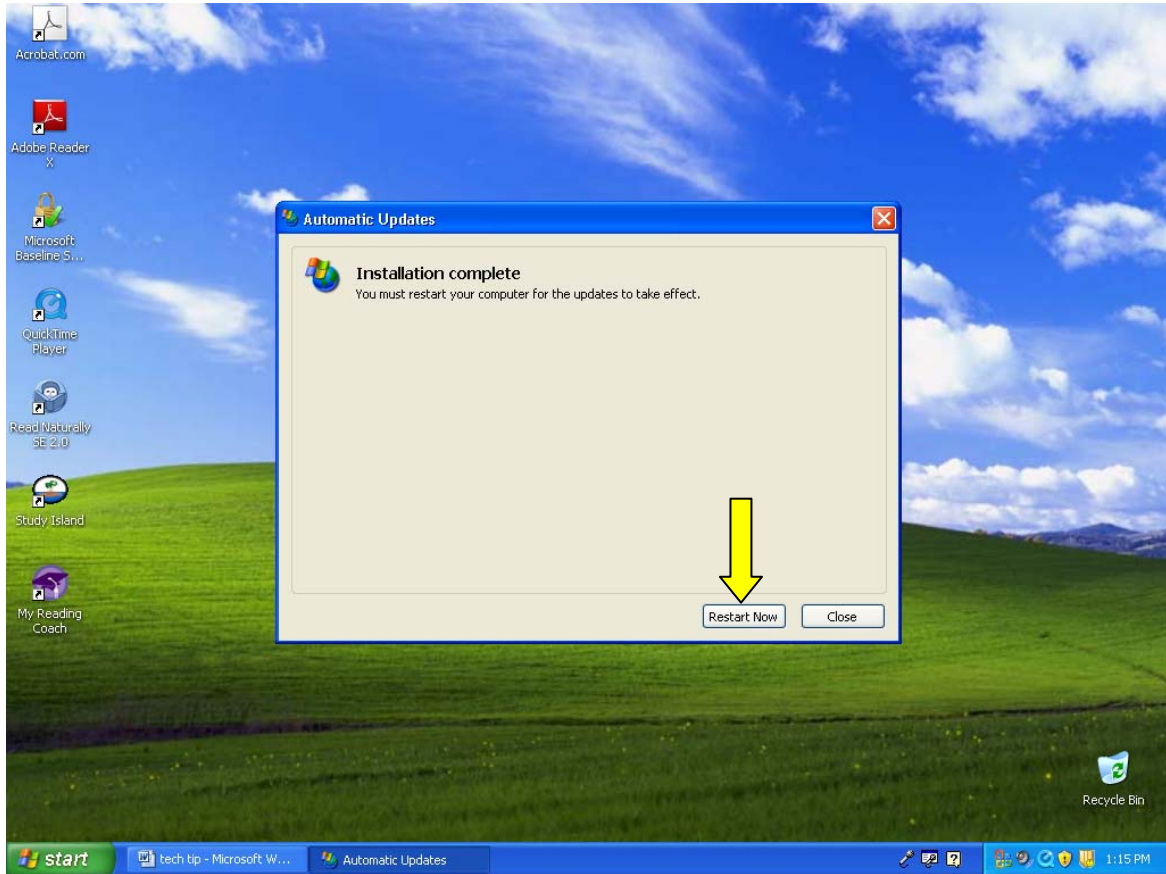 Acrobat.com
Adobe Reader
X
Microsoft
Baseline S...
QuickTime
Player
Read Naturally
SE 2.0
Study Island
My Reading
Coach
Automatic Updates
Installation complete
You must restart your computer for the updates to take effect.
Restart Now
Close
Recycle Bin
start
tech tip - Microsoft W...
Automatic Updates
1:15 PM